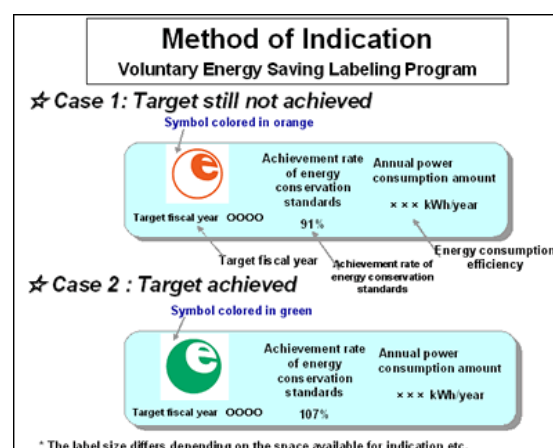 Method of Indication
Voluntary Energy Saving Labeling Program
☆ Case 1: Target still not achieved
Symbol colored in orange
e
Achievement rate
of energy
conservation
standards
91%
Annual power
consumption amount
××× kWh/year
Target fiscal year OOOO
Target fiscal year
Achievement rate of
energy conservation
standards
Energy consumption
efficiency
☆ Case 2 : Target achieved
Symbol colored in green
e
Achievement rate
of energy
conservation
standards
107%
Annual power
consumption amount
××× kWh/year
Target fiscal year OOOO
* The label size differs depending on the space available for indication etc.